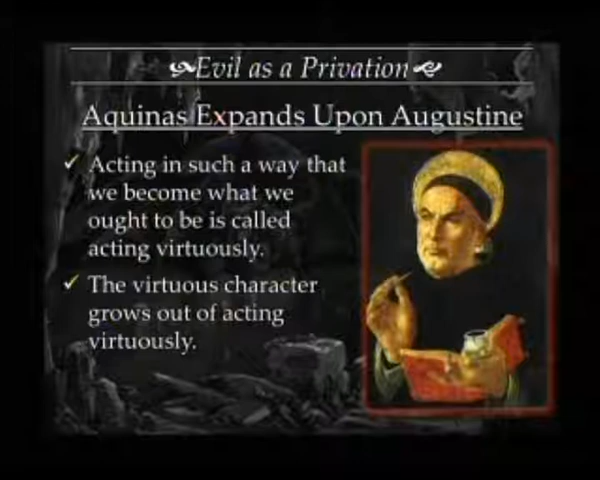 Evil as a Privation
Aquinas Expands Upon Augustine
Acting in such a way that
we become what we
ought to be is called
acting virtuously.
The virtuous character
grows out of acting
virtuously.